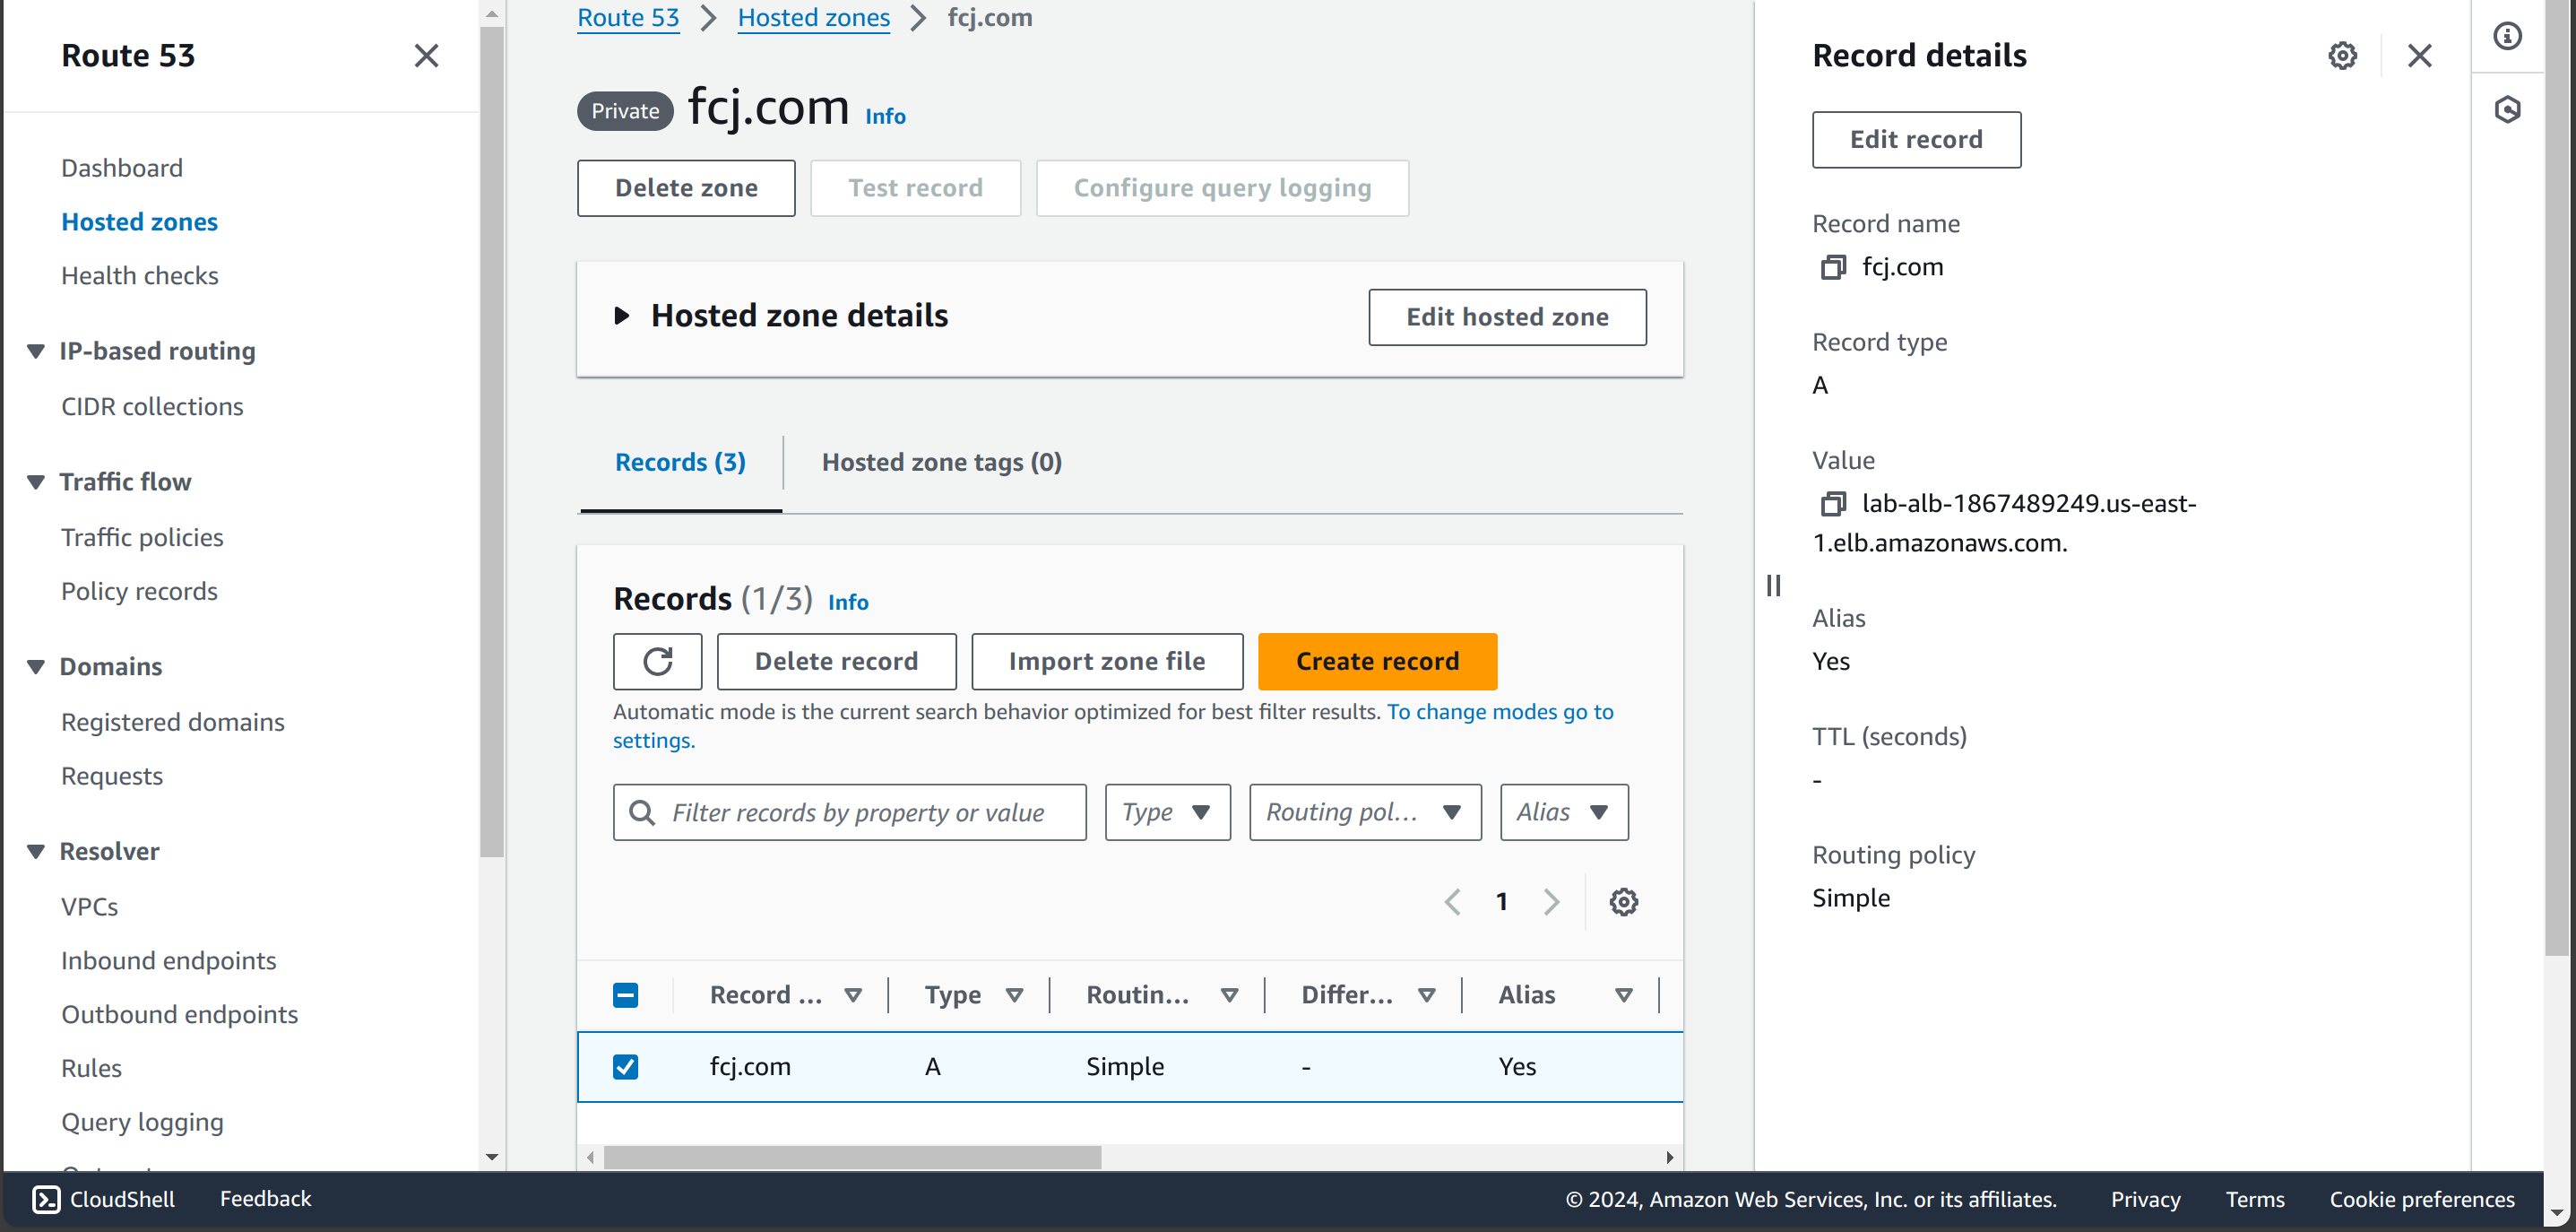 Route 53
Dashboard
Hosted zones
Health checks
IP-based routing
CIDR collections
Traffic flow
Traffic policies
Policy records
Domains
Registered domains
Requests
Resolver
VPCs
Inbound endpoints
Outbound endpoints
Rules
Query logging
Route 53
Hosted zones
fcj.com
Private
fcj.com
Info
Delete zone
Test record
Configure query logging
Hosted zone details
Edit hosted zone
Records (3)
Hosted zone tags (0)
Records (1/3) Info
Delete record
Import zone file
Create record
Automatic mode is the current search behavior optimized for best filter results. To change modes go to
settings.
Filter records by property or value
Type
Routing pol...
Alias
1
Record ...
Type
Routin...
Differ...
Alias
fcj.com
A
Simple
-
Yes
Record details
Edit record
Record name
fcj.com
Record type
A
Value
lab-alb-1867489249.us-east-
1.elb.amazonaws.com.
Alias
Yes
TTL (seconds)
-
Routing policy
Simple
CloudShell
Feedback
© 2024, Amazon Web Services, Inc. or its affiliates.
Privacy
Terms
Cookie preferences